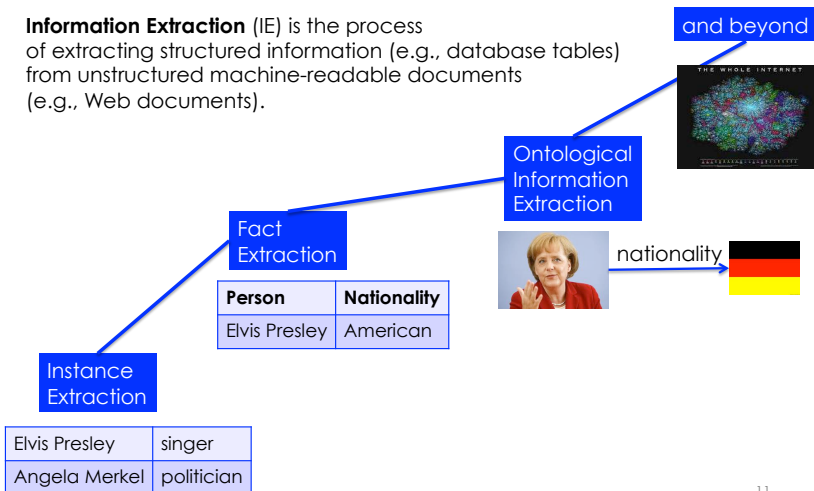 Information Extraction (IE) is the process
of extracting structured information (e.g., database tables)
from unstructured machine-readable documents
(e.g., Web documents).
and beyond
THE WHOLE INTERNET
Ontological
Information
Extraction
nationality
Fact
Extraction
Person Nationality
Elvis Presley American
Instance
Extraction
Elvis Presley singer
Angela Merkel politician
11